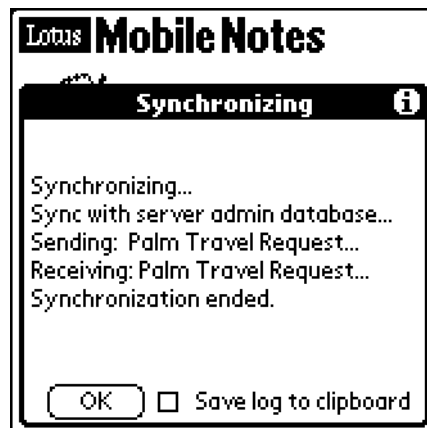 Lotus Mobile Notes
Synchronizing
Synchronizing...
Sync with server admin database...
Sending: Palm Travel Request...
Receiving: Palm Travel Request...
Synchronization ended.
OK Save log to clipboard